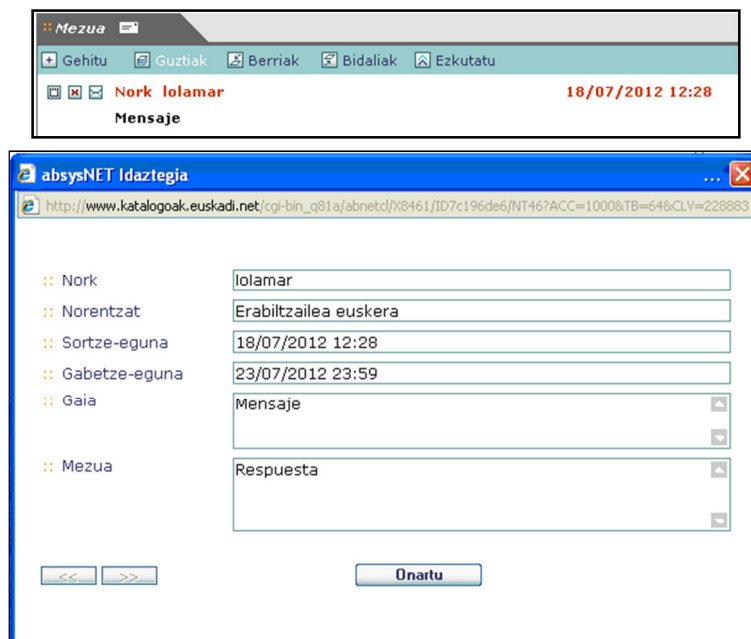 :: Mezua
+ Gehitu Guztiak Berriak Bidaliak Ezkutatu
Nork lolamar 18/07/2012 12:28
Mensaje
absysNET Idaztegia ...
http://www.katalogoak.euskadi.net/cgi-bin_q81a/abnetcl/X8461/ID7c196de6/NT46?ACC=1000&TB=64&CLV=228883
:: Nork lolamar
:: Norentzat Erabiltzailea euskera
:: Sortze-eguna 18/07/2012 12:28
:: Gabetze-eguna 23/07/2012 23:59
:: Gaia Mensaje
:: Mezua Respuesta
<< >> Onartu